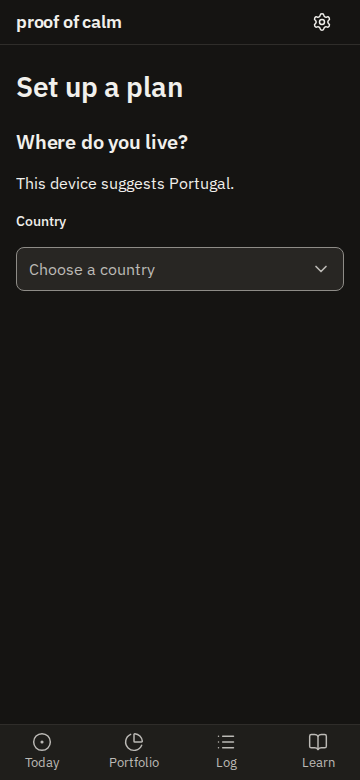 proof of calm
Set up a plan
Where do you live?
This device suggests Portugal.
Country
Choose a country
Today
Portfolio
Log
Learn